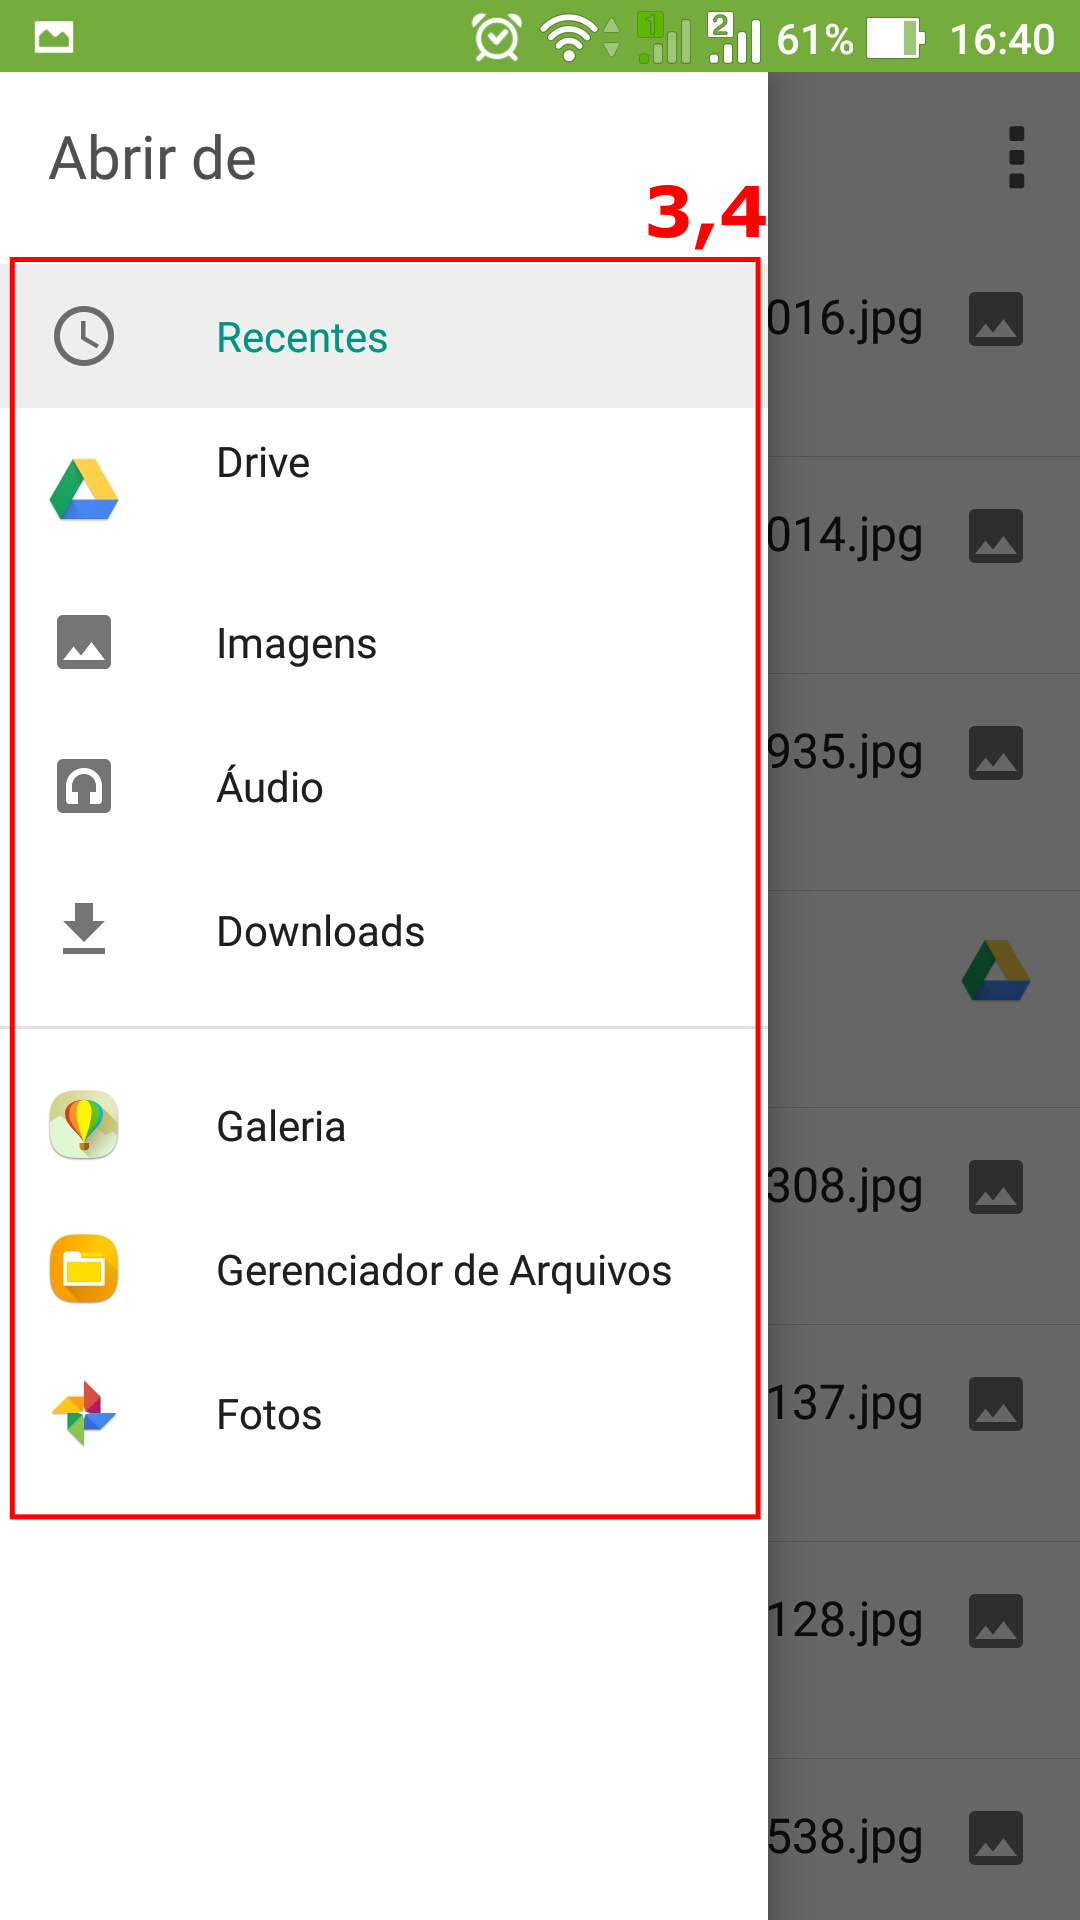 1 2 61% 16:40
Abrir de
3,4
Recentes
016.jpg
Drive
014.jpg
Imagens
935.jpg
Áudio
Downloads
Galeria
308.jpg
Gerenciador de Arquivos
137.jpg
Fotos
128.jpg
538.jpg